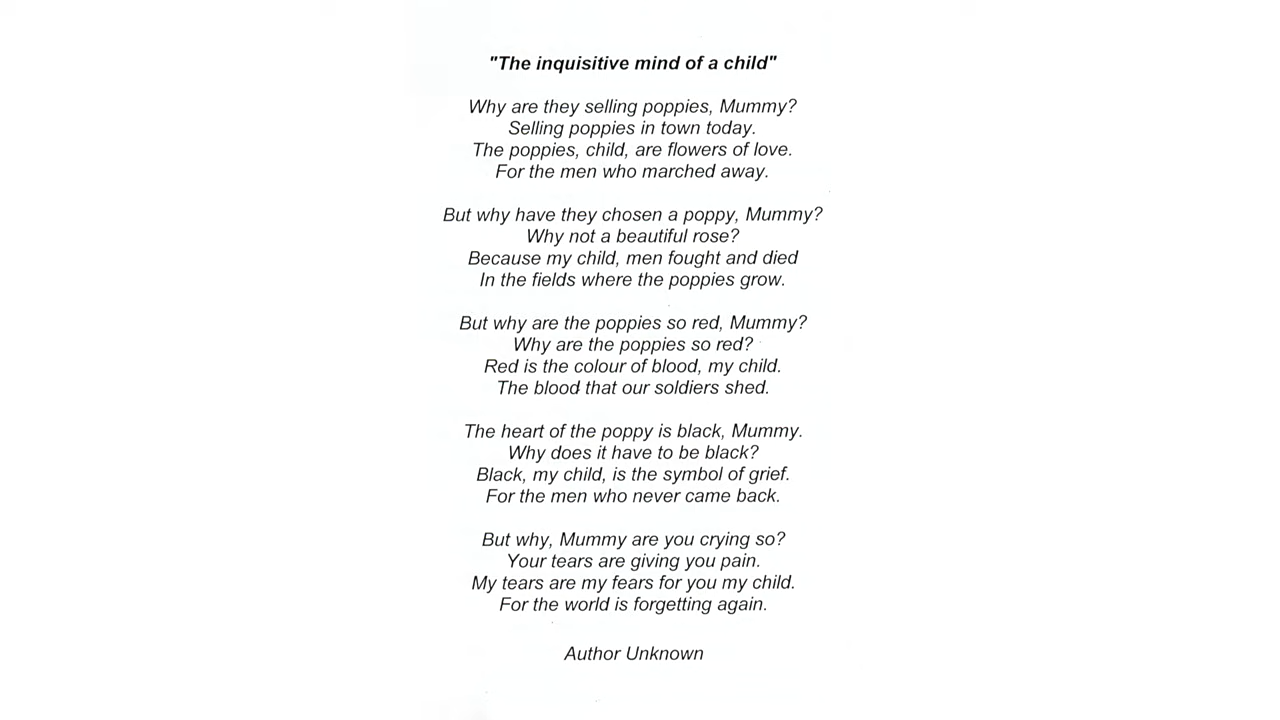 "The inquisitive mind of a child"
Why are they selling poppies, Mummy?
Selling poppies in town today.
The poppies, child, are flowers of love.
For the men who marched away.
But why have they chosen a poppy, Mummy?
Why not a beautiful rose?
Because my child, men fought and died
In the fields where the poppies grow.
But why are the poppies so red, Mummy?
Why are the poppies so red?
Red is the colour of blood, my child.
The blood that our soldiers shed.
The heart of the poppy is black, Mummy.
Why does it have to be black?
Black, my child, is the symbol of grief.
For the men who never came back.
But why, Mummy are you crying so?
Your tears are giving you pain.
My tears are my fears for you my child.
For the world is forgetting again.
Author Unknown